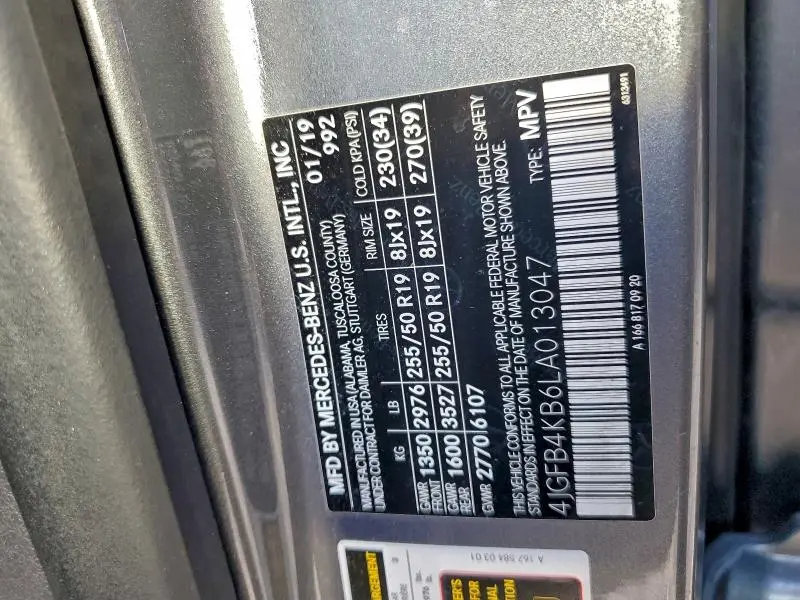 MFD BY MERCEDES-BENZ U.S. INTL., INC 01/19
MANUFACTURED IN USA (ALABAMA, TUSCALOOSA COUNTY) 992
UNDER CONTRACT FOR DAIMLER AG, STUTTGART (GERMANY)
KG LB TIRES RIM SIZE COLD KPA (PSI)
GAWR FRONT 1350 2976 255/50 R19 8Jx19 230(34)
GAWR REAR 1600 3527 255/50 R19 8Jx19 270(39)
GVWR 2770 6107
THIS VEHICLE CONFORMS TO ALL APPLICABLE FEDERAL MOTOR VEHICLE SAFETY
STANDARDS IN EFFECT ON THE DATE OF MANUFACTURE SHOWN ABOVE.
4JGFB4KB6LA013047 TYPE: MPV
A 166 817 09 20 6313491
A 167 584 03 01